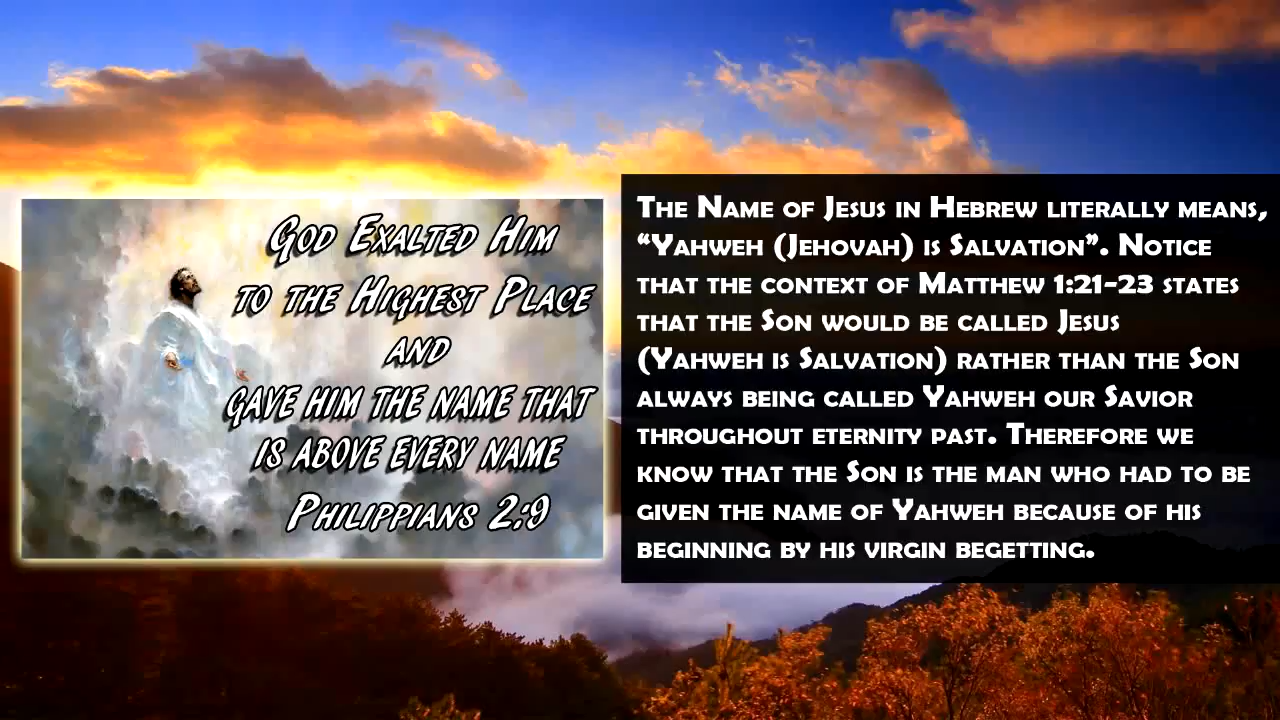 God Exalted Him
to the Highest Place
and
gave him the name that
is above every name
Philippians 2:9
The Name of Jesus in Hebrew literally means,
“Yahweh (Jehovah) is Salvation”. Notice
that the context of Matthew 1:21-23 states
that the Son would be called Jesus
(Yahweh is Salvation) rather than the Son
always being called Yahweh our Savior
throughout eternity past. Therefore we
know that the Son is the man who had to be
given the name of Yahweh because of his
beginning by his virgin begetting.